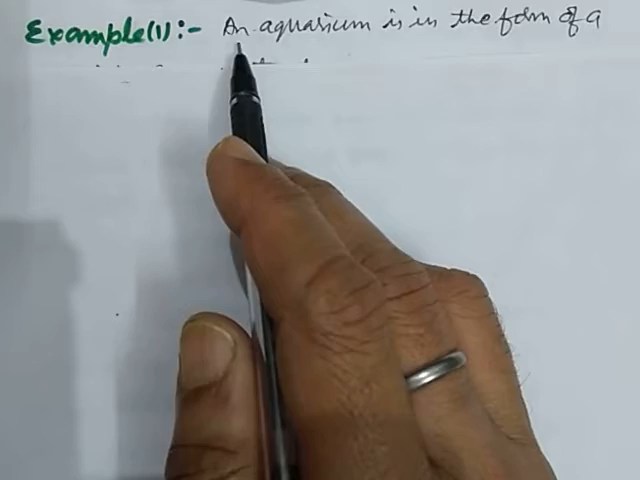 Example(1):- An aquarium is in the form of a